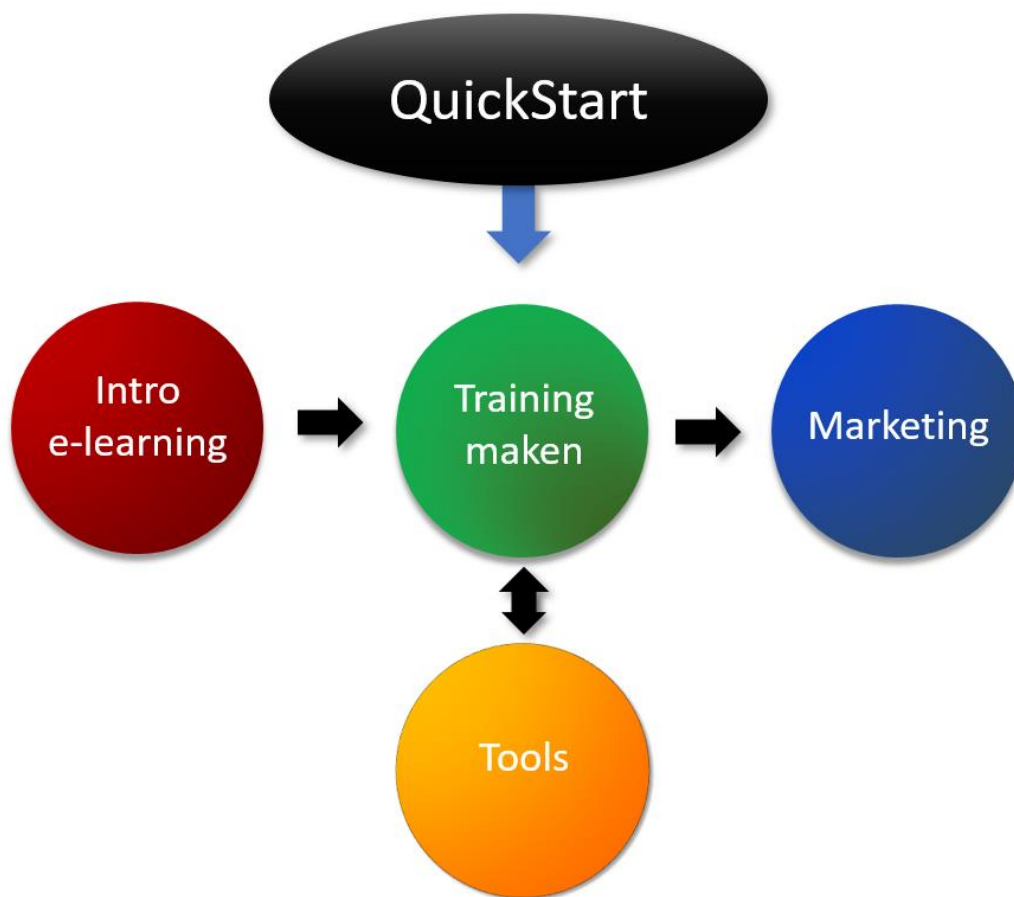 QuickStart
Intro
e-learning
Training
maken
Marketing
Tools